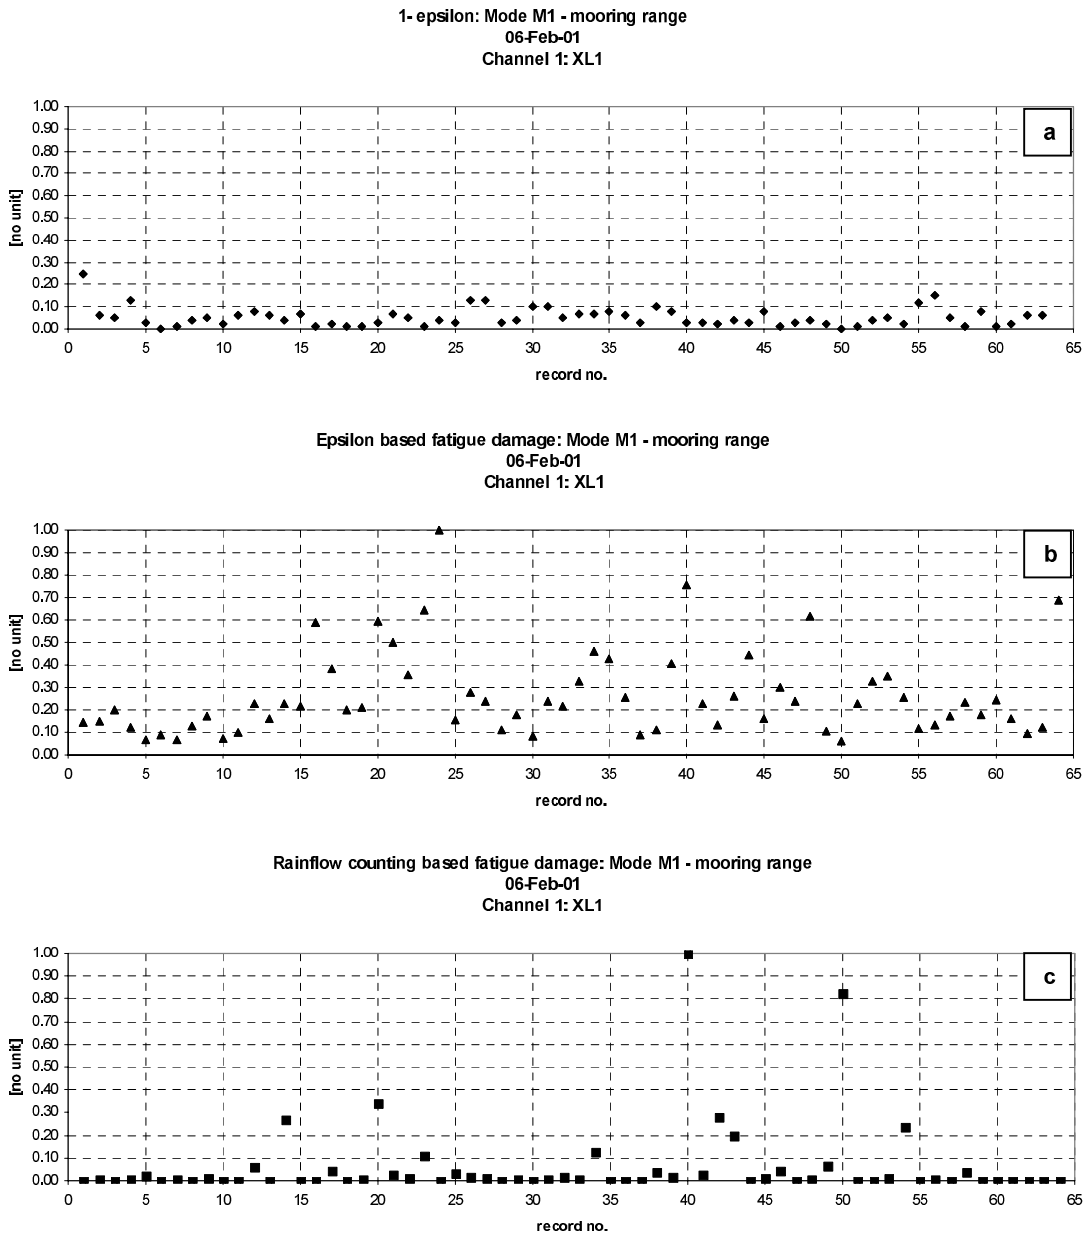 1- epsilon: Mode M1 - mooring range
06-Feb-01
Channel 1: XL1
a
1.00
0.90
0.80
0.70
0.60
0.50
0.40
0.30
0.20
0.10
0.00
[no unit]
0 5 10 15 20 25 30 35 40 45 50 55 60 65
record no.
Epsilon based fatigue damage: Mode M1 - mooring range
06-Feb-01
Channel 1: XL1
b
1.00
0.90
0.80
0.70
0.60
0.50
0.40
0.30
0.20
0.10
0.00
[no unit]
0 5 10 15 20 25 30 35 40 45 50 55 60 65
record no.
Rainflow counting based fatigue damage: Mode M1 - mooring range
06-Feb-01
Channel 1: XL1
c
1.00
0.90
0.80
0.70
0.60
0.50
0.40
0.30
0.20
0.10
0.00
[no unit]
0 5 10 15 20 25 30 35 40 45 50 55 60 65
record no.